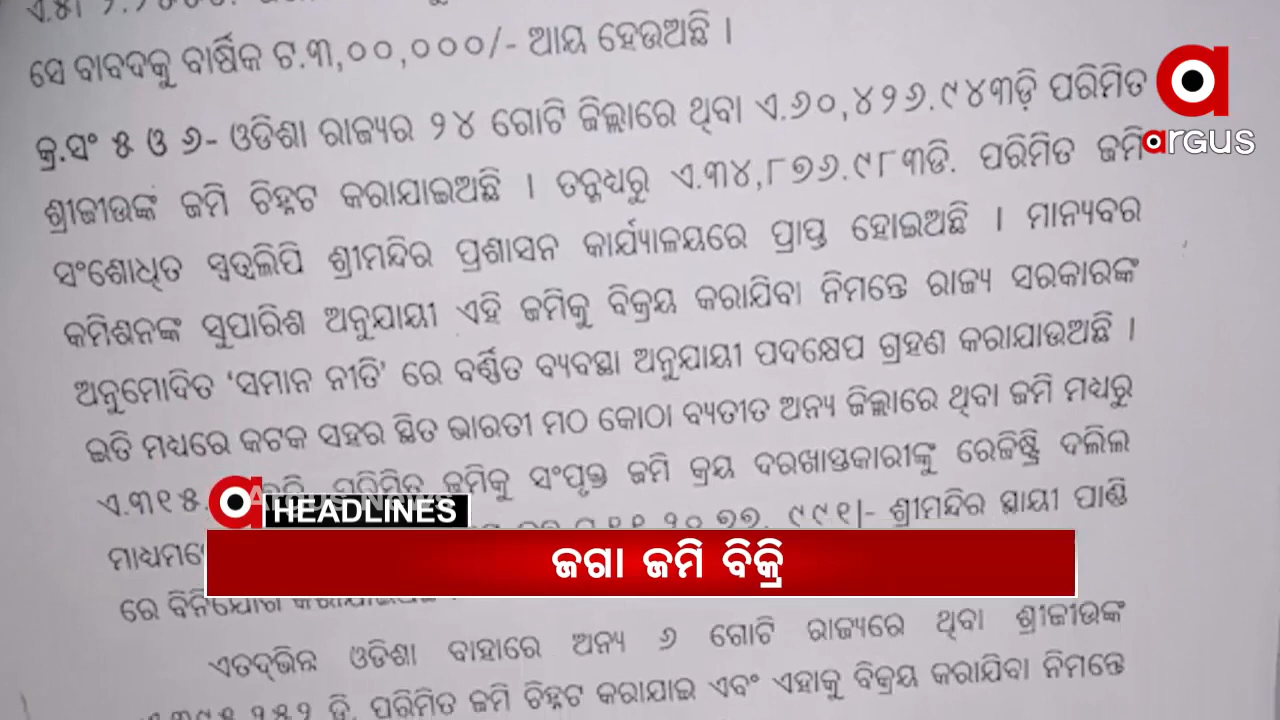 ସେ ବାବଦକୁ ବାର୍ଷିକ ଟ.୩,୦୦,୦୦୦/- ଆୟ ହେଉଅଛି ।
କ୍ର.ସଂ ୫ ଓ ୬- ଓଡିଶା ରାଜ୍ୟର ୨୪ ଗୋଟି ଜିଲ୍ଲାରେ ଥିବା ଏ.୬୦,୪୨୬.୯୪୩ଡ଼ି ପରିମିତ
ଶ୍ରୀଜୀଉଙ୍କ ଜମି ଚିହ୍ନଟ କରାଯାଇଅଛି । ତନ୍ମଧ୍ୟରୁ ଏ.୩୪,୮୭୬.୯୮୩ଡି. ପରିମିତ ଜମି
ସଂଶୋଧିତ ସ୍ୱତ୍ୱଲିପି ଶ୍ରୀମନ୍ଦିର ପ୍ରଶାସନ କାର୍ଯ୍ୟାଳୟରେ ପ୍ରାପ୍ତ ହୋଇଅଛି । ମାନ୍ୟବର
କମିଶନଙ୍କ ସୁପାରିଶ ଅନୁଯାୟୀ ଏହି ଜମିକୁ ବିକ୍ରୟ କରାଯିବା ନିମନ୍ତେ ରାଜ୍ୟ ସରକାରଙ୍କ
ଅନୁମୋଦିତ ‘ସମାନ ନୀତି’ ରେ ବର୍ଣ୍ଣିତ ବ୍ୟବସ୍ଥା ଅନୁଯାୟୀ ପଦକ୍ଷେପ ଗ୍ରହଣ କରାଯାଉଅଛି ।
ଇତି ମଧ୍ୟରେ କଟକ ସହର ସ୍ଥିତ ଭାରତୀ ମଠ କୋଠା ବ୍ୟତୀତ ଅନ୍ୟ ଜିଲ୍ଲାରେ ଥିବା ଜମି ମଧ୍ୟରୁ
ଏ.୩୧୫. ପରିମିତ ଜମିକୁ ସଂପୃକ୍ତ ଜମି କ୍ରୟ ଦରଖାସ୍ତକାରୀଙ୍କୁ ରେଜିଷ୍ଟ୍ରି ଦଲିଲ
୯୯୧/- ଶ୍ରୀମନ୍ଦିର ସ୍ଥାୟୀ ପାଣ୍ଠି
ରେ ବିନିଯୋଗ
ଏତଦ୍‌ଭିନ୍ନ ଓଡିଶା ବାହାରେ ଅନ୍ୟ ୬ ଗୋଟି ରାଜ୍ୟରେ ଥିବା ଶ୍ରୀଜୀଉଙ୍କ
ଡି. ପରିମିତ ଜମି ଚିହ୍ନଟ କରାଯାଇ ଏବଂ ଏହାକୁ ବିକ୍ରୟ କରାଯିବା ନିମନ୍ତେ
argus
HEADLINES
ଜଗା ଜମି ବିକ୍ରି